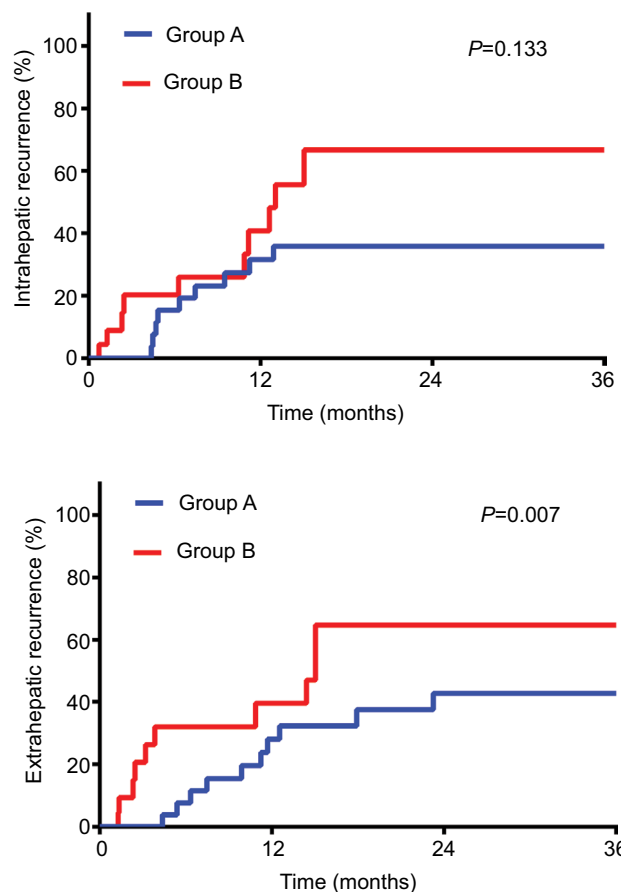 Group A
Group B
P=0.133
Intrahepatic recurrence (%)
100
80
60
40
20
0
0 12 24 36
Time (months)
Group A
Group B
P=0.007
Extrahepatic recurrence (%)
100
80
60
40
20
0
0 12 24 36
Time (months)